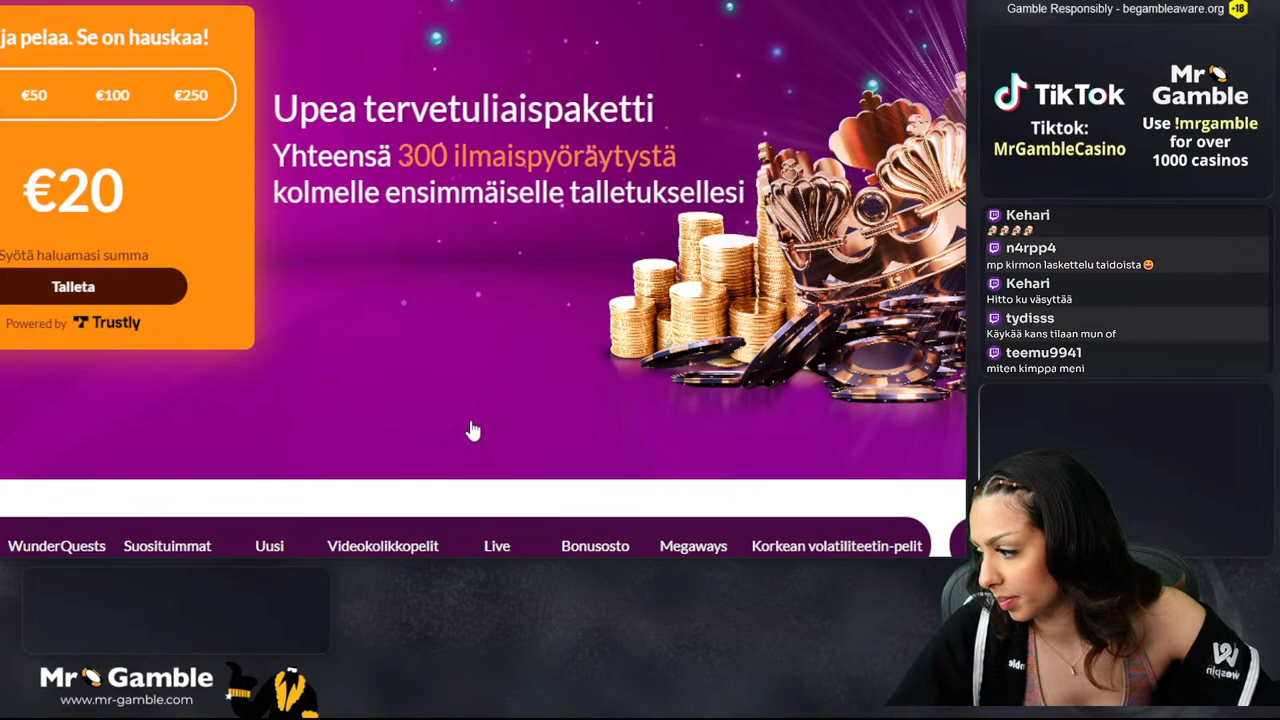 ja pelaa. Se on hauskaa!
€50 €100 €250
€20
Syötä haluamasi summa
Talleta
Powered by Trustly
Upea tervetuliaispaketti
Yhteensä 300 ilmaispyöräytystä
kolmelle ensimmäiselle talletuksellesi
WunderQuests Suosituimmat Uusi Videokolikkopelit Live Bonusosto Megaways Korkean volatiliteetin-pelit
Mr Gamble
www.mr-gamble.com
Gamble Responsibly - begambleaware.org +18
TikTok
Tiktok:
MrGambleCasino
Mr
Gamble
Use !mrgamble
for over
1000 casinos
Kehari
n4rpp4
mp kirmon laskettelu taidoista
Kehari
Hitto ku väsyttää
tydisss
Käykää kans tilaan mun of
teemu9941
miten kimppa meni
wespin